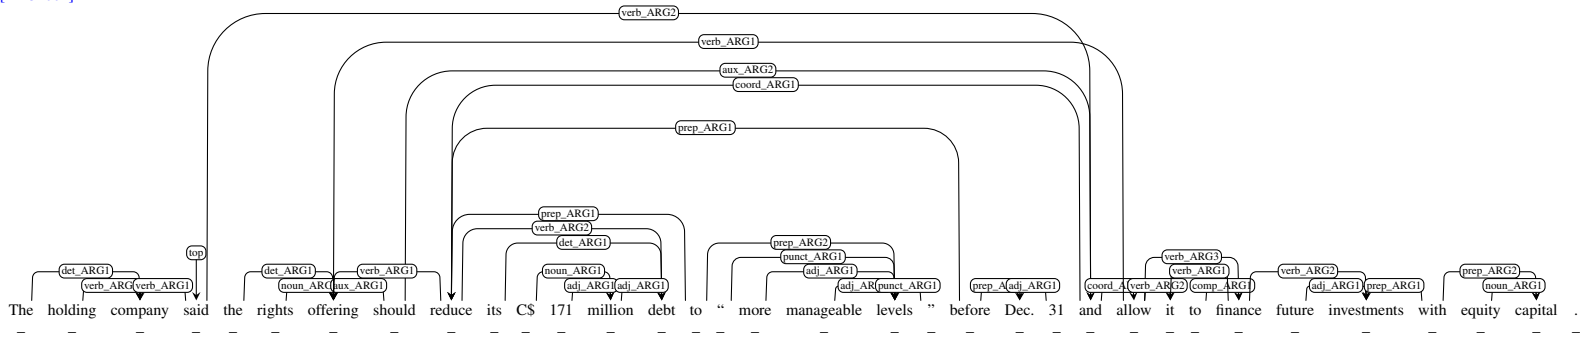 verb_ARG2
verb_ARG1
aux_ARG2
coord_ARG1
prep_ARG1
prep_ARG1
verb_ARG2
top det_ARG1 prep_ARG2
punct_ARG1 verb_ARG3
det_ARG1 det_ARG1 verb_ARG1 noun_ARG1 adj_ARG1 verb_ARG1 verb_ARG2 prep_ARG2
verb_ARG1 aux_ARG1 adj_ARG1 adj_ARG1 punct_ARG1 adj_ARG1 verb_ARG2 comp_ARG1 adj_ARG1 prep_ARG1 noun_ARG1
The holding company said the rights offering should reduce its C$ 171 million debt to “ more manageable levels ” before Dec. 31 and allow it to finance future investments with equity capital .
_ _ _ _ _ _ _ _ _ _ _ _ _ _ _ _ _ _ _ _ _ _ _ _ _ _ _ _ _ _ _ _ _ _